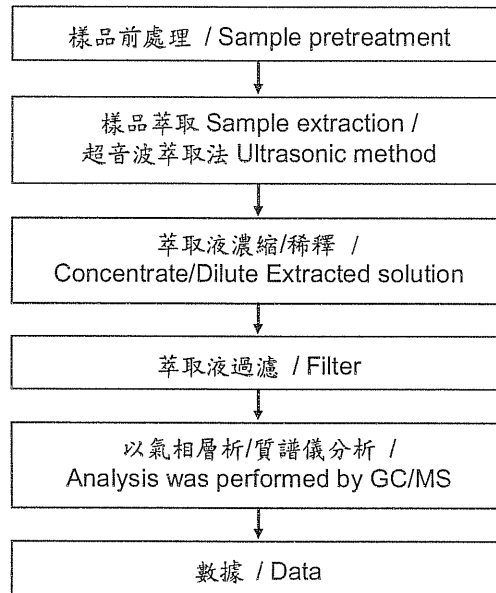 樣品前處理 / Sample pretreatment
樣品萃取 Sample extraction /
超音波萃取法 Ultrasonic method
萃取液濃縮/稀釋 /
Concentrate/Dilute Extracted solution
萃取液過濾 / Filter
以氣相層析/質譜儀分析 /
Analysis was performed by GC/MS
數據 / Data